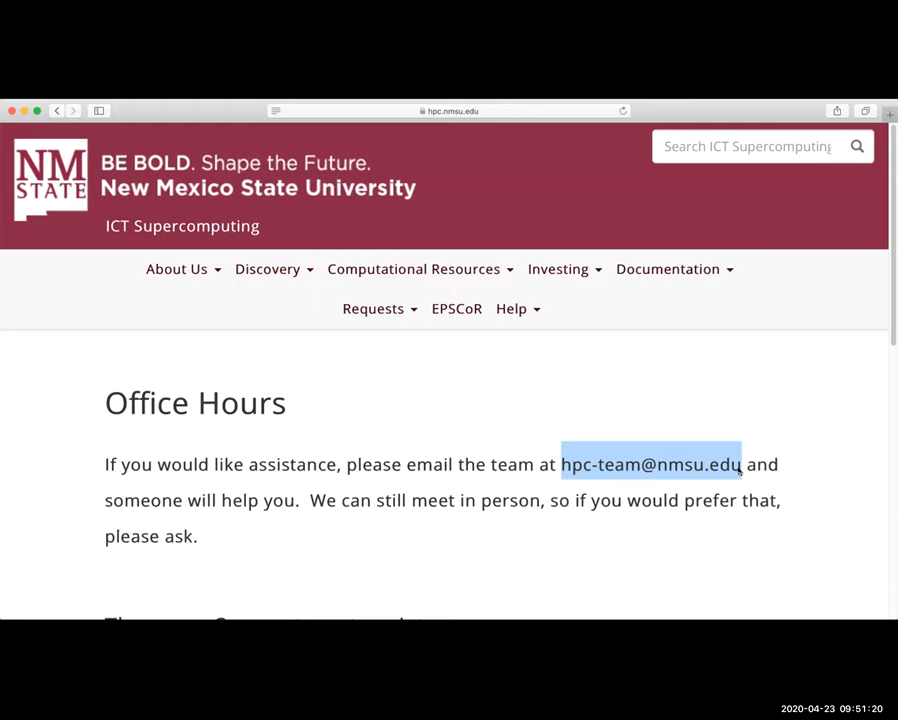 hpc.nmsu.edu
NM
STATE
BE BOLD. Shape the Future.
New Mexico State University
ICT Supercomputing
Search ICT Supercomputing
About Us Discovery Computational Resources Investing Documentation
Requests EPSCoR Help
Office Hours
If you would like assistance, please email the team at hpc-team@nmsu.edu and
someone will help you. We can still meet in person, so if you would prefer that,
please ask.
2020-04-23 09:51:20